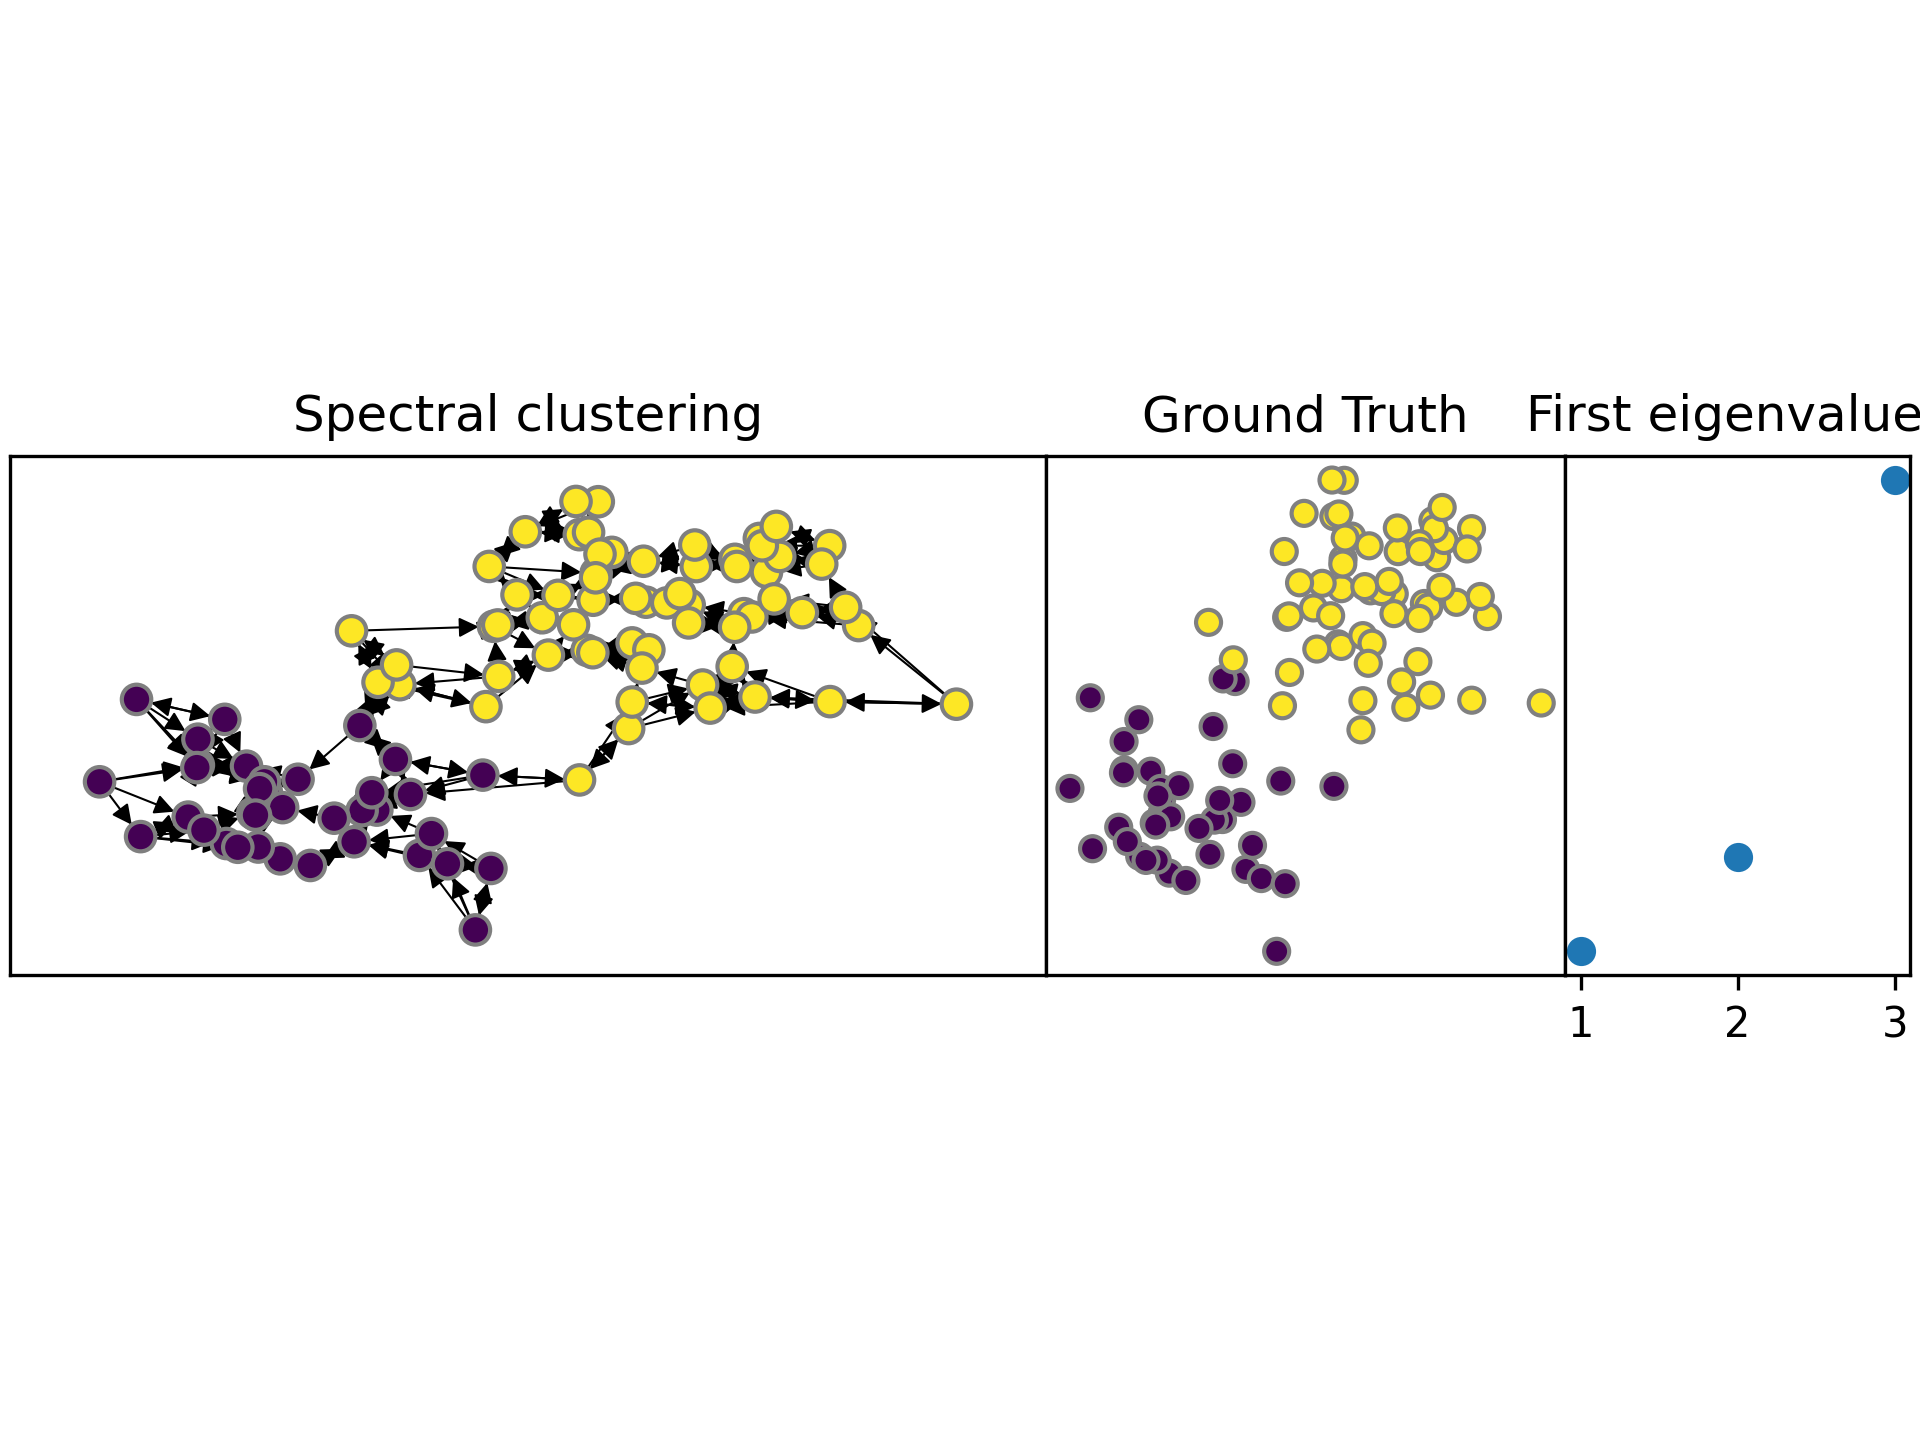 Spectral clustering
Ground Truth
First eigenvalue
1 2 3